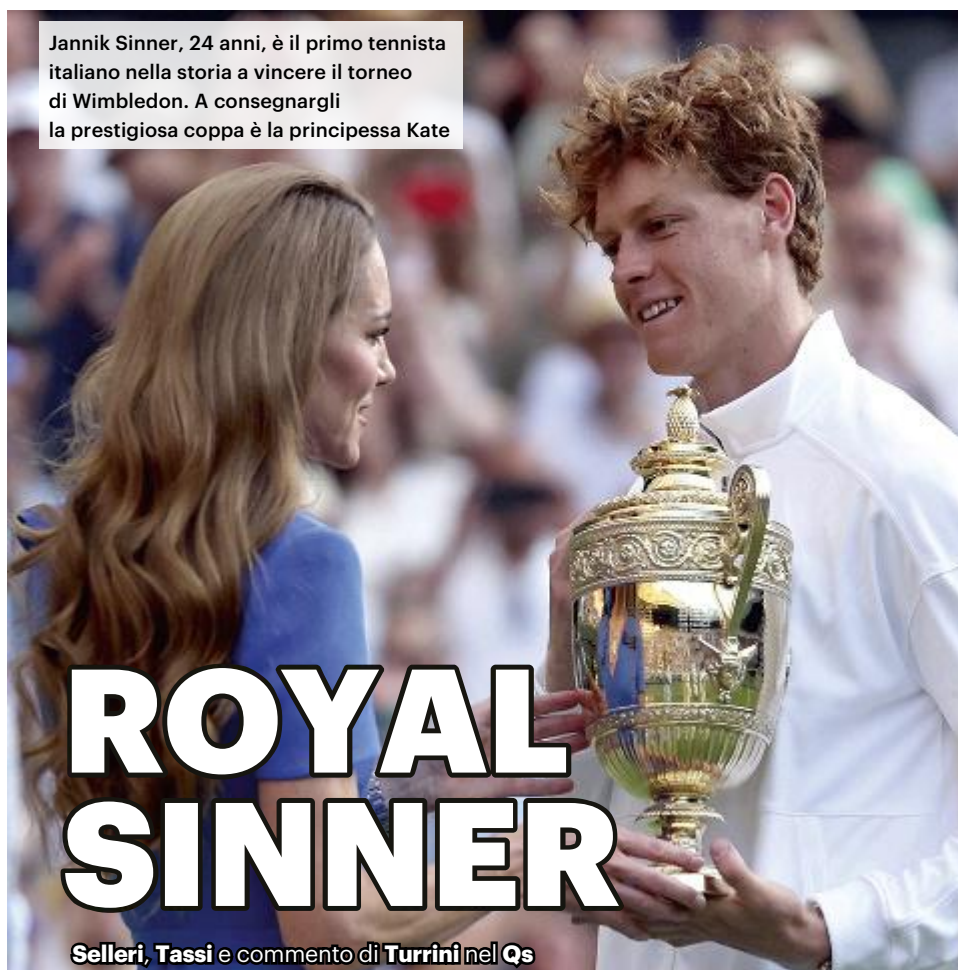 Jannik Sinner, 24 anni, è il primo tennista
italiano nella storia a vincere il torneo
di Wimbledon. A consegnargli
la prestigiosa coppa è la principessa Kate
ROYAL
SINNER
Selleri, Tassi e commento di Turrini nel Qs